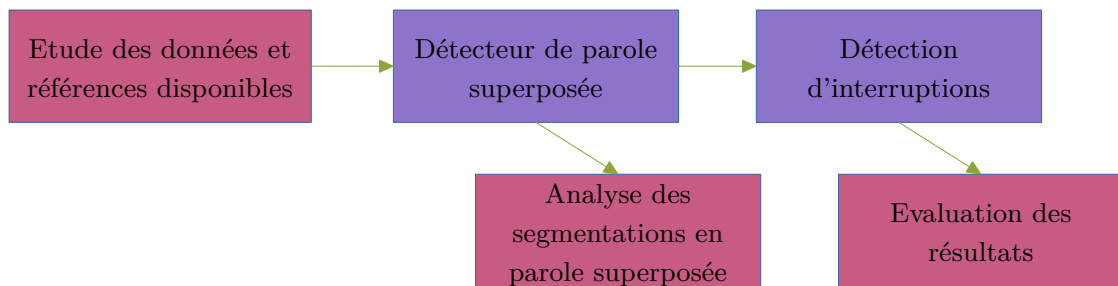 Etude des données et
références disponibles
Détecteur de parole
superposée
Détection
d'interruptions
Analyse des
segmentations en
parole superposée
Evaluation des
résultats